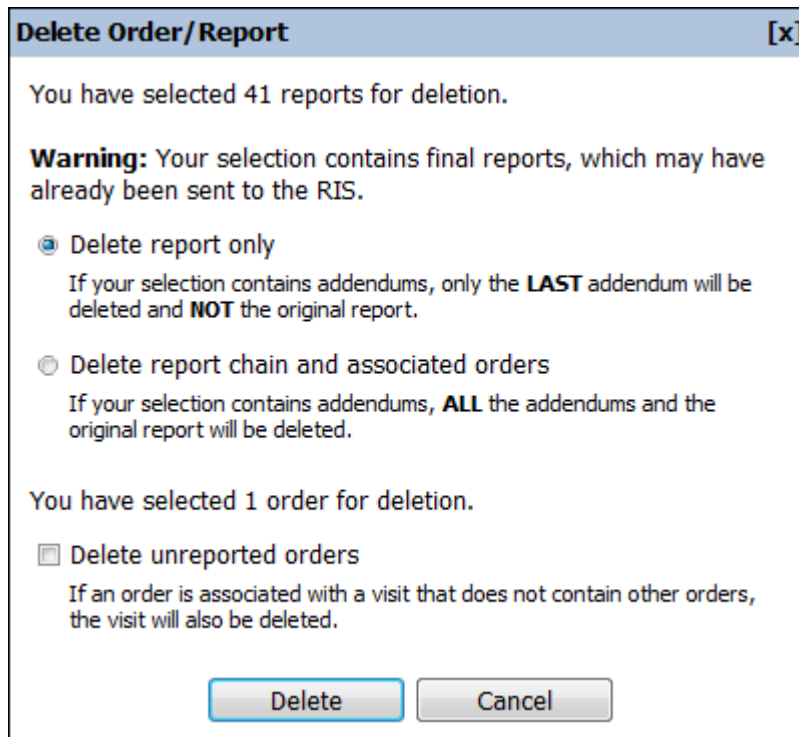 Delete Order/Report [x]
You have selected 41 reports for deletion.
Warning: Your selection contains final reports, which may have
already been sent to the RIS.
Delete report only
If your selection contains addendums, only the LAST addendum will be
deleted and NOT the original report.
Delete report chain and associated orders
If your selection contains addendums, ALL the addendums and the
original report will be deleted.
You have selected 1 order for deletion.
Delete unreported orders
If an order is associated with a visit that does not contain other orders,
the visit will also be deleted.
Delete Cancel